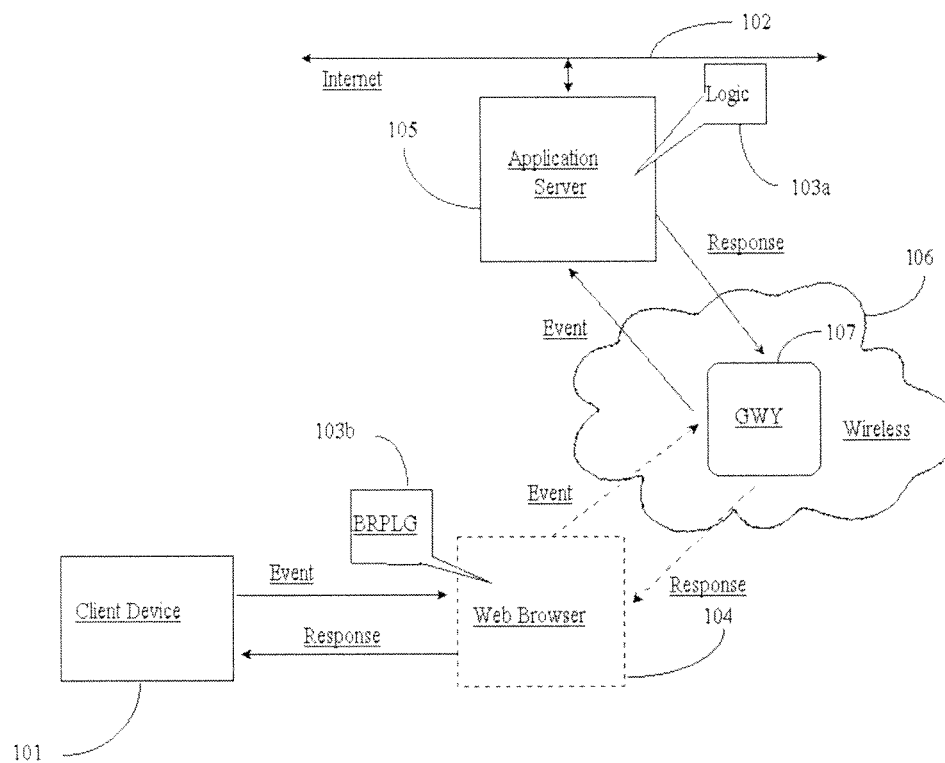 102
Internet
Logic
105
Application
Server
103a
Response
106
Event
107
GWY
Wireless
103b
Event
BRPLG
Event
Response
Client Device
Web Browser
Response
104
101